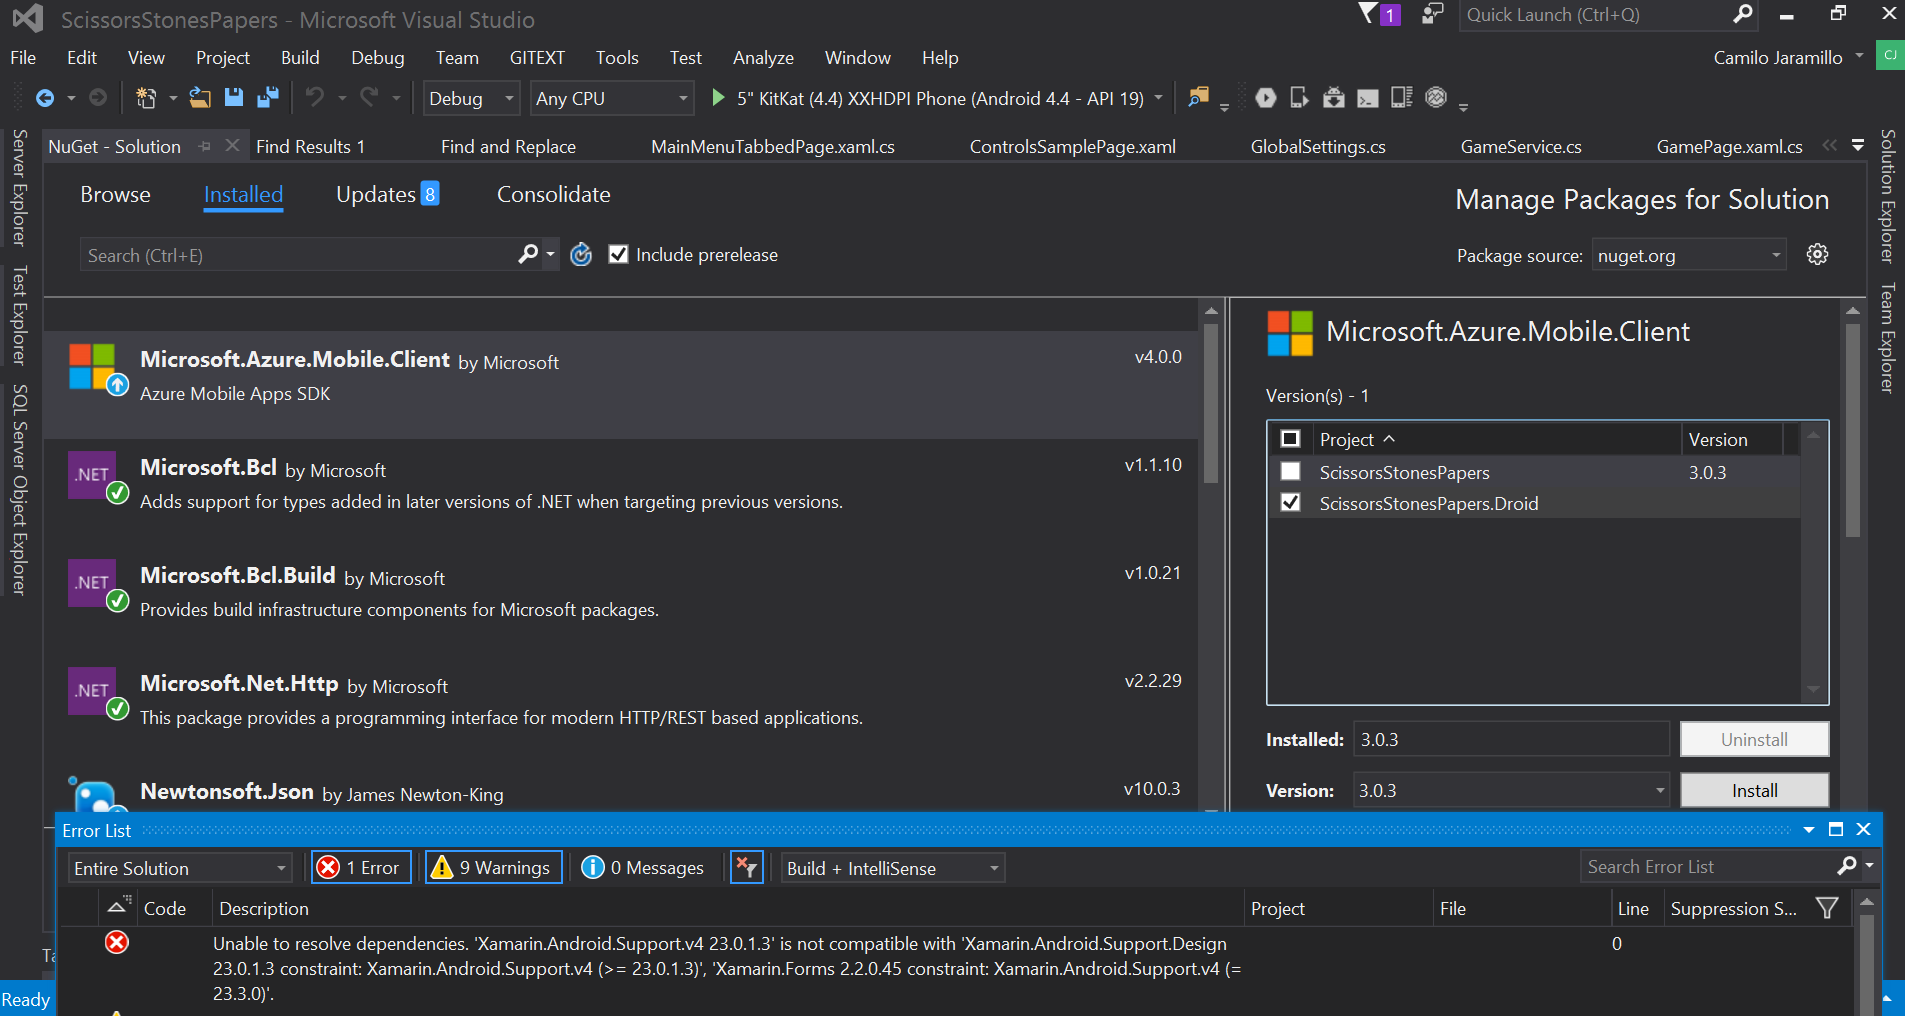 ScissorsStonesPapers - Microsoft Visual Studio
1
Quick Launch (Ctrl+Q)
File Edit View Project Build Debug Team GITEXT Tools Test Analyze Window Help
Camilo Jaramillo
CJ
Debug
Any CPU
5" KitKat (4.4) XXHDPI Phone (Android 4.4 - API 19)
Server Explorer
Test Explorer
SQL Server Object Explorer
NuGet - Solution
Find Results 1
Find and Replace
MainMenuTabbedPage.xaml.cs
ControlsSamplePage.xaml
GlobalSettings.cs
GameService.cs
GamePage.xaml.cs
Solution Explorer
Team Explorer
Browse
Installed
Updates 8
Consolidate
Manage Packages for Solution
Search (Ctrl+E)
Include prerelease
Package source: nuget.org
Microsoft.Azure.Mobile.Client by Microsoft
v4.0.0
Azure Mobile Apps SDK
.NET
Microsoft.Bcl by Microsoft
v1.1.10
Adds support for types added in later versions of .NET when targeting previous versions.
.NET
Microsoft.Bcl.Build by Microsoft
v1.0.21
Provides build infrastructure components for Microsoft packages.
.NET
Microsoft.Net.Http by Microsoft
v2.2.29
This package provides a programming interface for modern HTTP/REST based applications.
Newtonsoft.Json by James Newton-King
v10.0.3
Microsoft.Azure.Mobile.Client
Version(s) - 1
Project Version
ScissorsStonesPapers 3.0.3
ScissorsStonesPapers.Droid
Installed: 3.0.3 Uninstall
Version: 3.0.3 Install
Error List
Entire Solution
1 Error
9 Warnings
0 Messages
Build + IntelliSense
Search Error List
Code Description Project File Line Suppression S...
Unable to resolve dependencies. 'Xamarin.Android.Support.v4 23.0.1.3' is not compatible with 'Xamarin.Android.Support.Design
0
23.0.1.3 constraint: Xamarin.Android.Support.v4 (>= 23.0.1.3)', 'Xamarin.Forms 2.2.0.45 constraint: Xamarin.Android.Support.v4 (=
23.3.0)'.
Ready